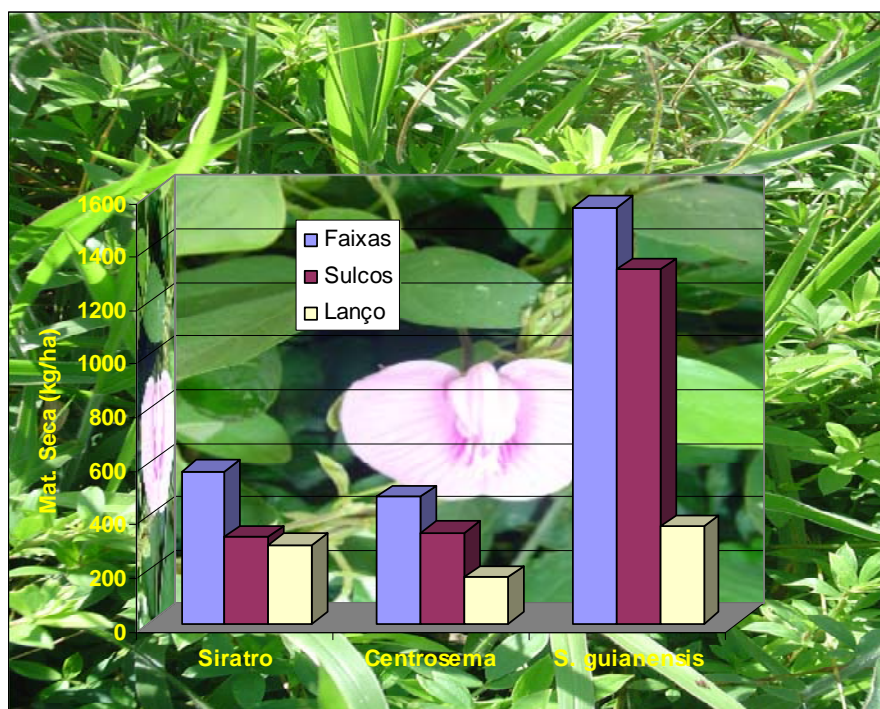 1600
1400
1200
1000
800
600
400
200
0
Mat. Seca (kg/ha)
Faixas
Sulcos
Lanço
Siratro
Centrosema
S. guianensis